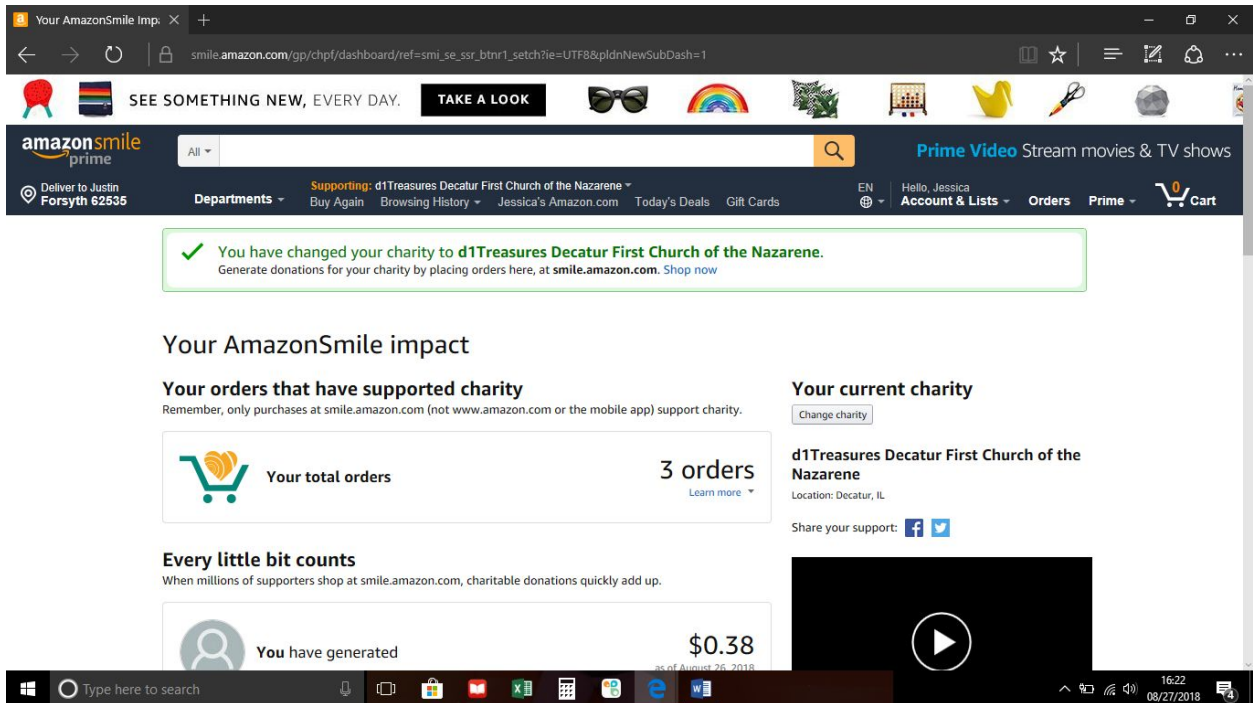 Your AmazonSmile Imp
smile.amazon.com/gp/chpf/dashboard/ref=smi_se_ssr_btnr1_setch?ie=UTF8&pldnNewSubDash=1
SEE SOMETHING NEW, EVERY DAY. TAKE A LOOK
amazonsmile
prime
All
Prime Video Stream movies & TV shows
Deliver to Justin
Forsyth 62535
Departments
Supporting: d1Treasures Decatur First Church of the Nazarene
Buy Again Browsing History Jessica's Amazon.com Today's Deals Gift Cards
EN
Hello, Jessica
Account & Lists Orders Prime 0 Cart
You have changed your charity to d1Treasures Decatur First Church of the Nazarene.
Generate donations for your charity by placing orders here, at smile.amazon.com. Shop now
Your AmazonSmile impact
Your orders that have supported charity
Remember, only purchases at smile.amazon.com (not www.amazon.com or the mobile app) support charity.
Your total orders
3 orders
Learn more
Every little bit counts
When millions of supporters shop at smile.amazon.com, charitable donations quickly add up.
You have generated
$0.38
as of August 26, 2018
Your current charity
Change charity
d1Treasures Decatur First Church of the
Nazarene
Location: Decatur, IL
Share your support:
Type here to search
16:22
08/27/2018
4